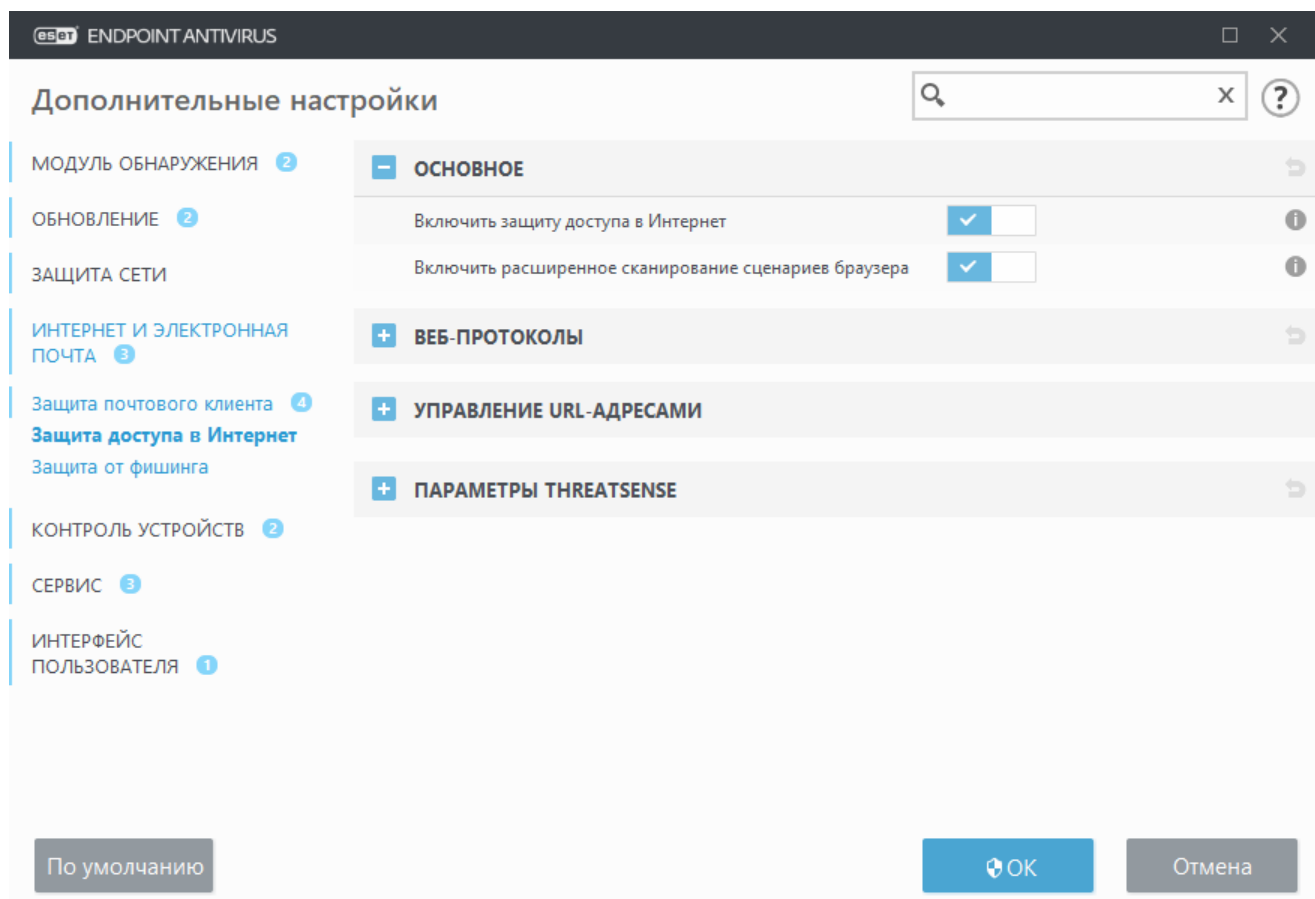 eset ENDPOINT ANTIVIRUS
Дополнительные настройки
x
?
МОДУЛЬ ОБНАРУЖЕНИЯ 2
ОБНОВЛЕНИЕ 2
ЗАЩИТА СЕТИ
ИНТЕРНЕТ И ЭЛЕКТРОННАЯ
ПОЧТА 3
Защита почтового клиента 4
Защита доступа в Интернет
Защита от фишинга
КОНТРОЛЬ УСТРОЙСТВ 2
СЕРВИС 3
ИНТЕРФЕЙС
ПОЛЬЗОВАТЕЛЯ 1
ОСНОВНОЕ
Включить защиту доступа в Интернет
Включить расширенное сканирование сценариев браузера
ВЕБ-ПРОТОКОЛЫ
УПРАВЛЕНИЕ URL-АДРЕСАМИ
ПАРАМЕТРЫ THREATSENSE
По умолчанию
OK
Отмена